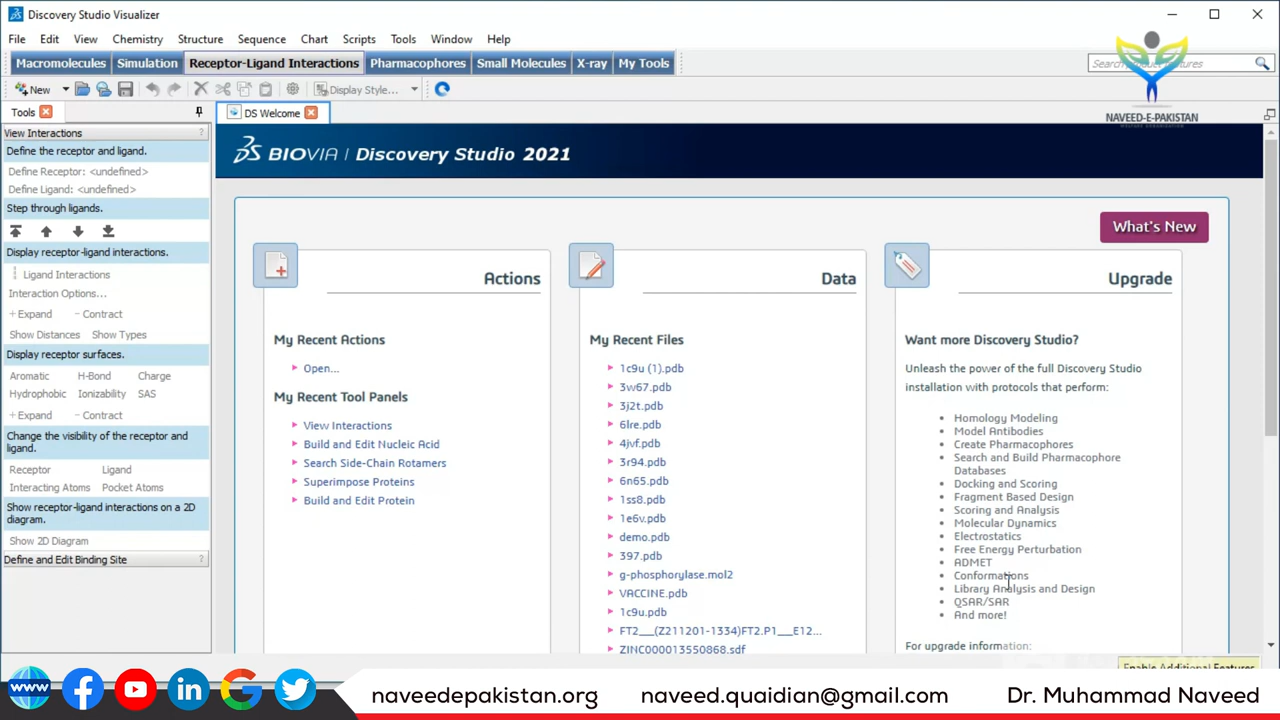 Discovery Studio Visualizer
File Edit View Chemistry Structure Sequence Chart Scripts Tools Window Help
Macromolecules Simulation Receptor-Ligand Interactions Pharmacophores Small Molecules X-ray My Tools
New Display Style...
NAVEED-E-PAKISTAN
Tools
DS Welcome
View Interactions ?
Define the receptor and ligand.
Define Receptor: <undefined>
Define Ligand: <undefined>
Step through ligands.
Display receptor-ligand interactions.
Ligand Interactions
Interaction Options...
+ Expand - Contract
Show Distances Show Types
Display receptor surfaces.
Aromatic H-Bond Charge
Hydrophobic Ionizability SAS
+ Expand - Contract
Change the visibility of the receptor and
ligand.
Receptor Ligand
Interacting Atoms Pocket Atoms
Show receptor-ligand interactions on a 2D
diagram.
Show 2D Diagram
Define and Edit Binding Site ?
BIOVIA | Discovery Studio 2021
What's New
Actions
My Recent Actions
Open...
My Recent Tool Panels
View Interactions
Build and Edit Nucleic Acid
Search Side-Chain Rotamers
Superimpose Proteins
Build and Edit Protein
Data
My Recent Files
1c9u (1).pdb
3w67.pdb
3j2t.pdb
6lre.pdb
4jvf.pdb
3r94.pdb
6n65.pdb
1ss8.pdb
1e6v.pdb
demo.pdb
397.pdb
g-phosphorylase.mol2
VACCINE.pdb
1c9u.pdb
FT2__(Z211201-1334)FT2.P1__E12...
ZINC000013550868.sdf
Upgrade
Want more Discovery Studio?
Unleash the power of the full Discovery Studio
installation with protocols that perform:
• Homology Modeling
• Model Antibodies
• Create Pharmacophores
• Search and Build Pharmacophore
Databases
• Docking and Scoring
• Fragment Based Design
• Scoring and Analysis
• Molecular Dynamics
• Electrostatics
• Free Energy Perturbation
• ADMET
• Conformations
• Library Analysis and Design
• QSAR/SAR
• And more!
For upgrade information:
Enable Additional Features
www naveedepakistan.org naveed.quaidian@gmail.com Dr. Muhammad Naveed